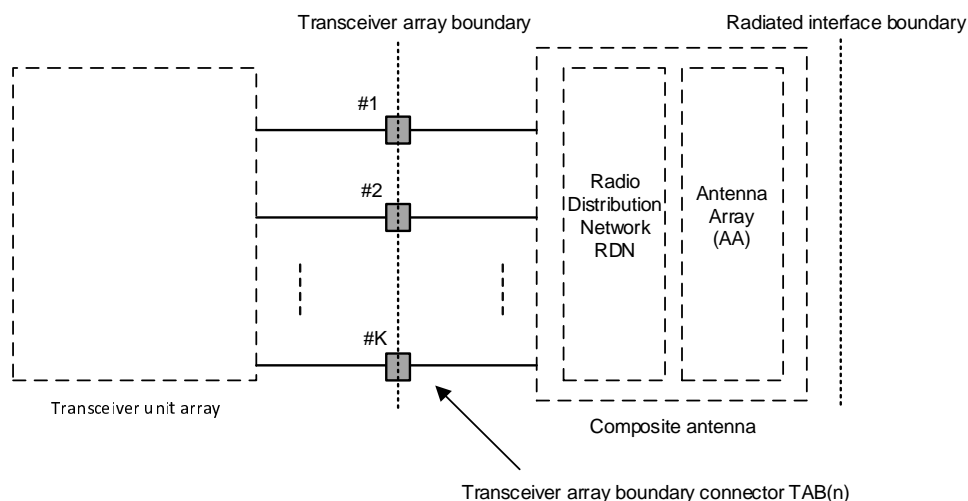 Transceiver array boundary
Radiated interface boundary
#1
#2
#K
Radio
Distribution
Network
RDN
Antenna
Array
(AA)
Transceiver unit array
Composite antenna
Transceiver array boundary connector TAB(n)